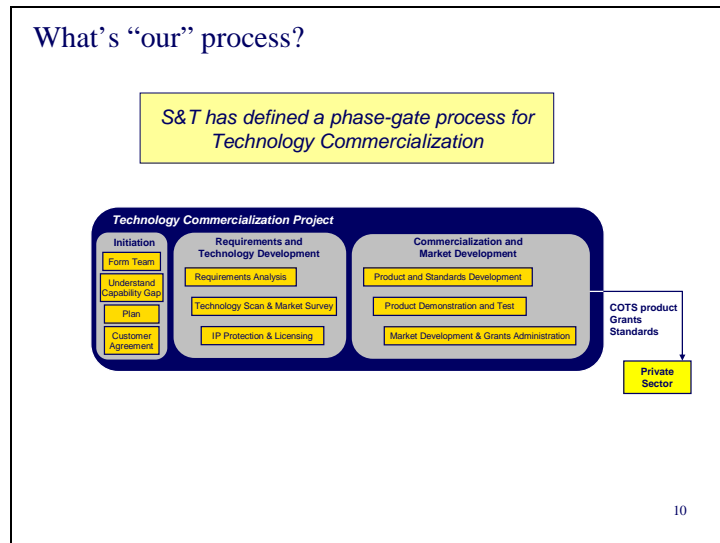 What's “our” process?
S&T has defined a phase-gate process for
Technology Commercialization
Technology Commercialization Project
Initiation
Form Team
Understand
Capability Gap
Plan
Customer
Agreement
Requirements and
Technology Development
Requirements Analysis
Technology Scan & Market Survey
IP Protection & Licensing
Commercialization and
Market Development
Product and Standards Development
Product Demonstration and Test
Market Development & Grants Administration
COTS product
Grants
Standards
Private
Sector
10